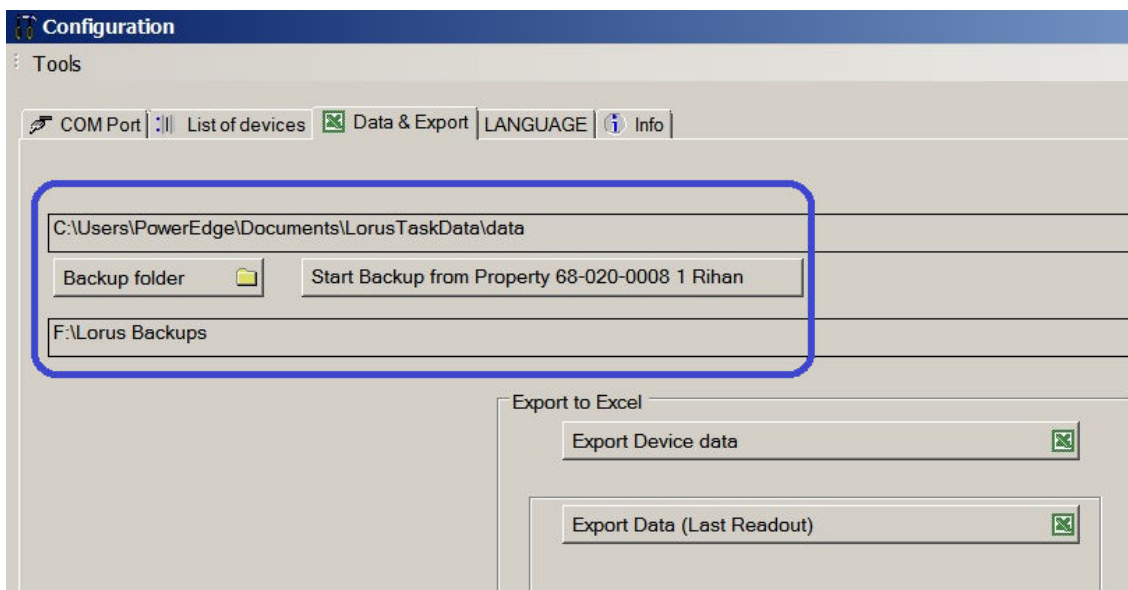 Configuration
Tools
COM Port List of devices Data & Export LANGUAGE Info
C:\Users\PowerEdge\Documents\LorusTaskData\data
Backup folder Start Backup from Property 68-020-0008 1 Rihan
F:\Lorus Backups
Export to Excel
Export Device data
Export Data (Last Readout)